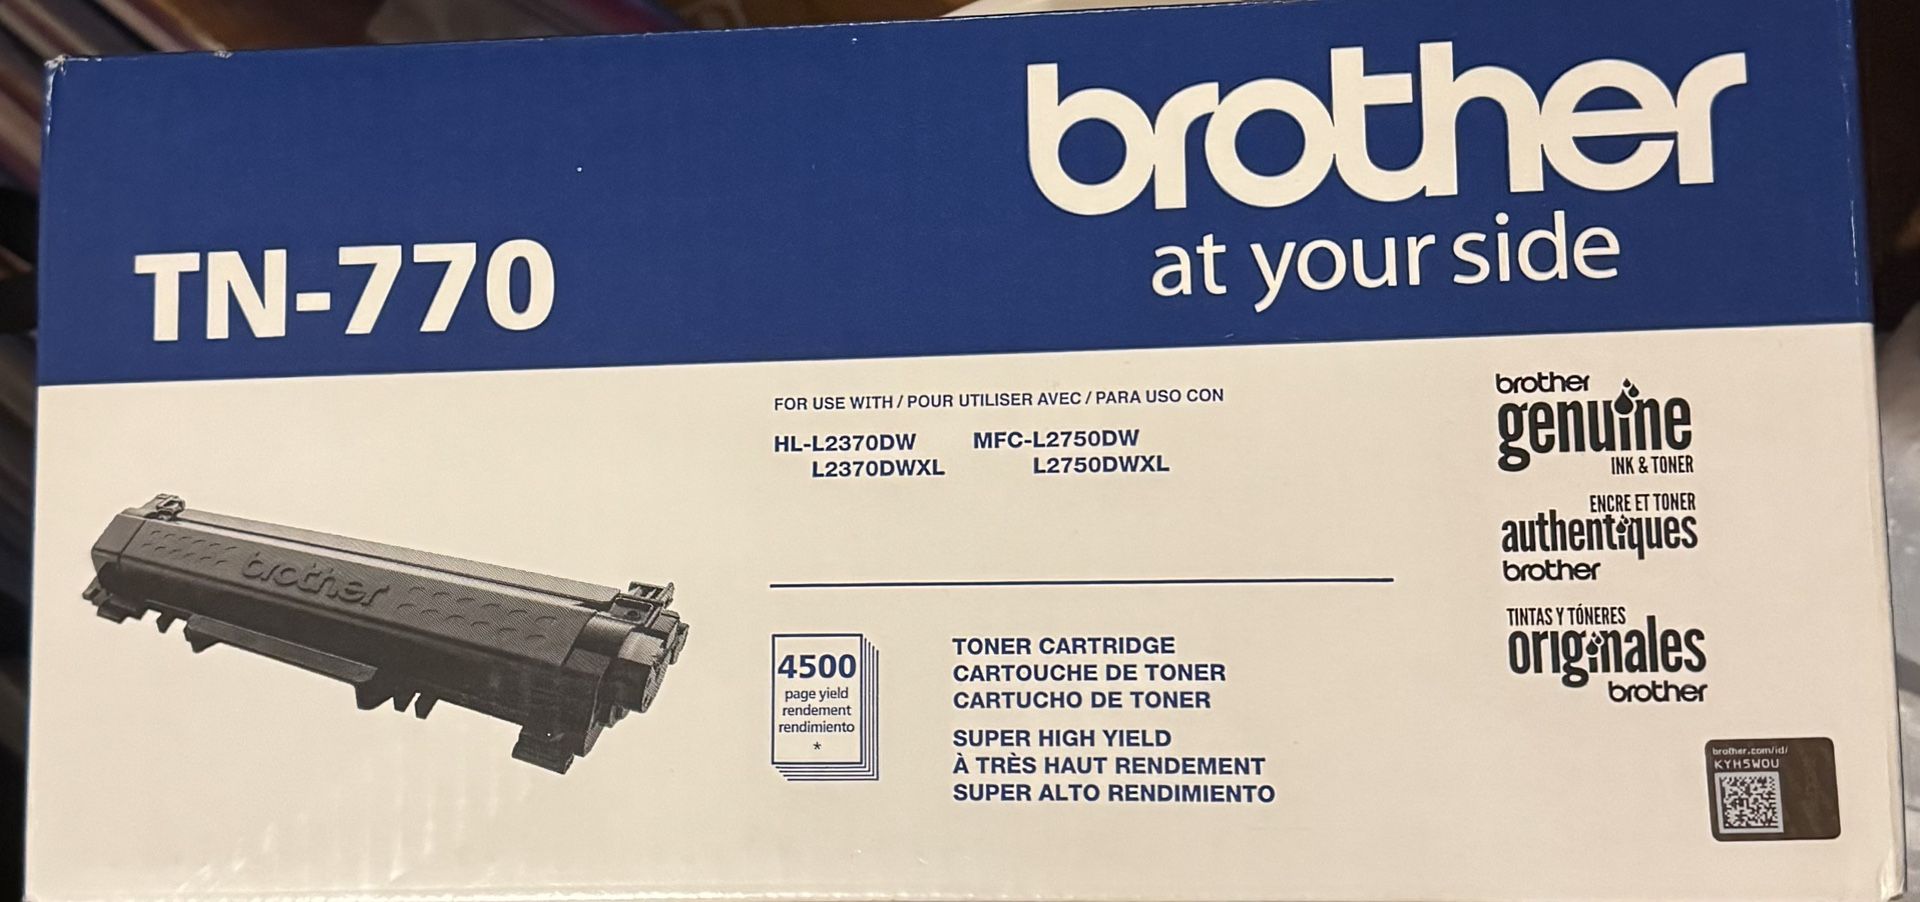 brother
at your side
TN-770
FOR USE WITH / POUR UTILISER AVEC / PARA USO CON
HL-L2370DW MFC-L2750DW
L2370DWXL L2750DWXL
brother
genuine
INK & TONER
ENCRE ET TONER
authentiques
brother
TINTAS Y TÓNERES
originales
brother
brother
4500
page yield
rendement
rendimiento
*
TONER CARTRIDGE
CARTOUCHE DE TONER
CARTUCHO DE TONER
SUPER HIGH YIELD
À TRÈS HAUT RENDEMENT
SUPER ALTO RENDIMIENTO
brother.com/id/
KYH5WOU